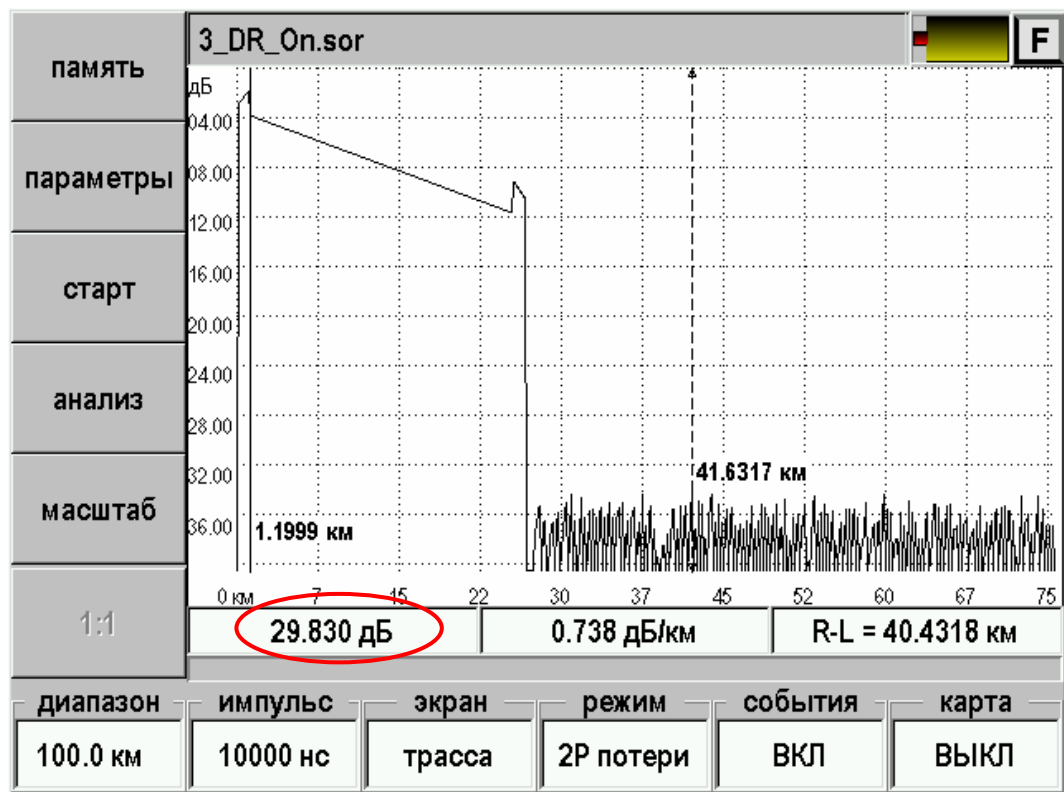 память
параметры
старт
анализ
масштаб
1:1
3_DR_On.sor
F
дБ
04.00
08.00
12.00
16.00
20.00
24.00
28.00
32.00
36.00
1.1999 км
41.6317 км
0 км 7 15 22 30 37 45 52 60 67 75
29.830 дБ 0.738 дБ/км R-L = 40.4318 км
диапазон импульс экран режим события карта
100.0 км 10000 нс трасса 2Р потери ВКЛ ВЫКЛ